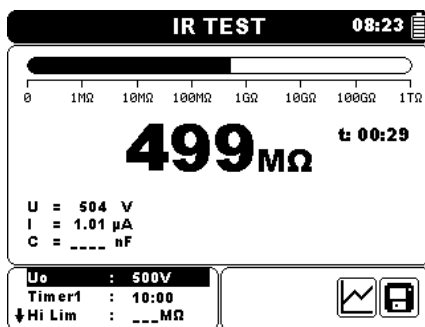 IR TEST 08:23
0 1MΩ 10MΩ 100MΩ 1GΩ 10GΩ 100GΩ 1TΩ
499MΩ t: 00:29
U = 504 V
I = 1.01 μA
C = ____ nF
Uo : 500V
Timer1 : 10:00
Hi Lim : ___MΩ